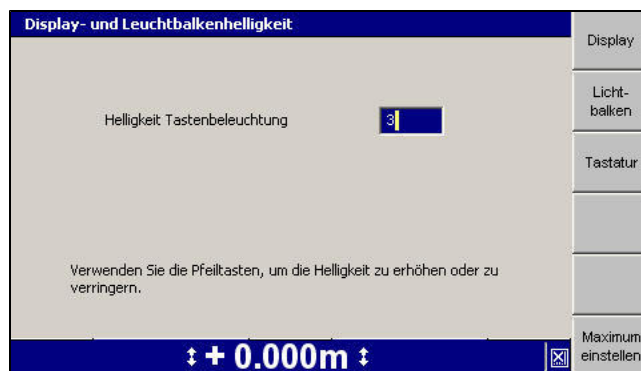 Display- und Leuchtbalkenhelligkeit
Display
Licht-
balken
Helligkeit Tastenbeleuchtung
3
Tastatur
Verwenden Sie die Pfeiltasten, um die Helligkeit zu erhöhen oder zu
verringern.
Maximum
einstellen
↕ + 0.000m ↕